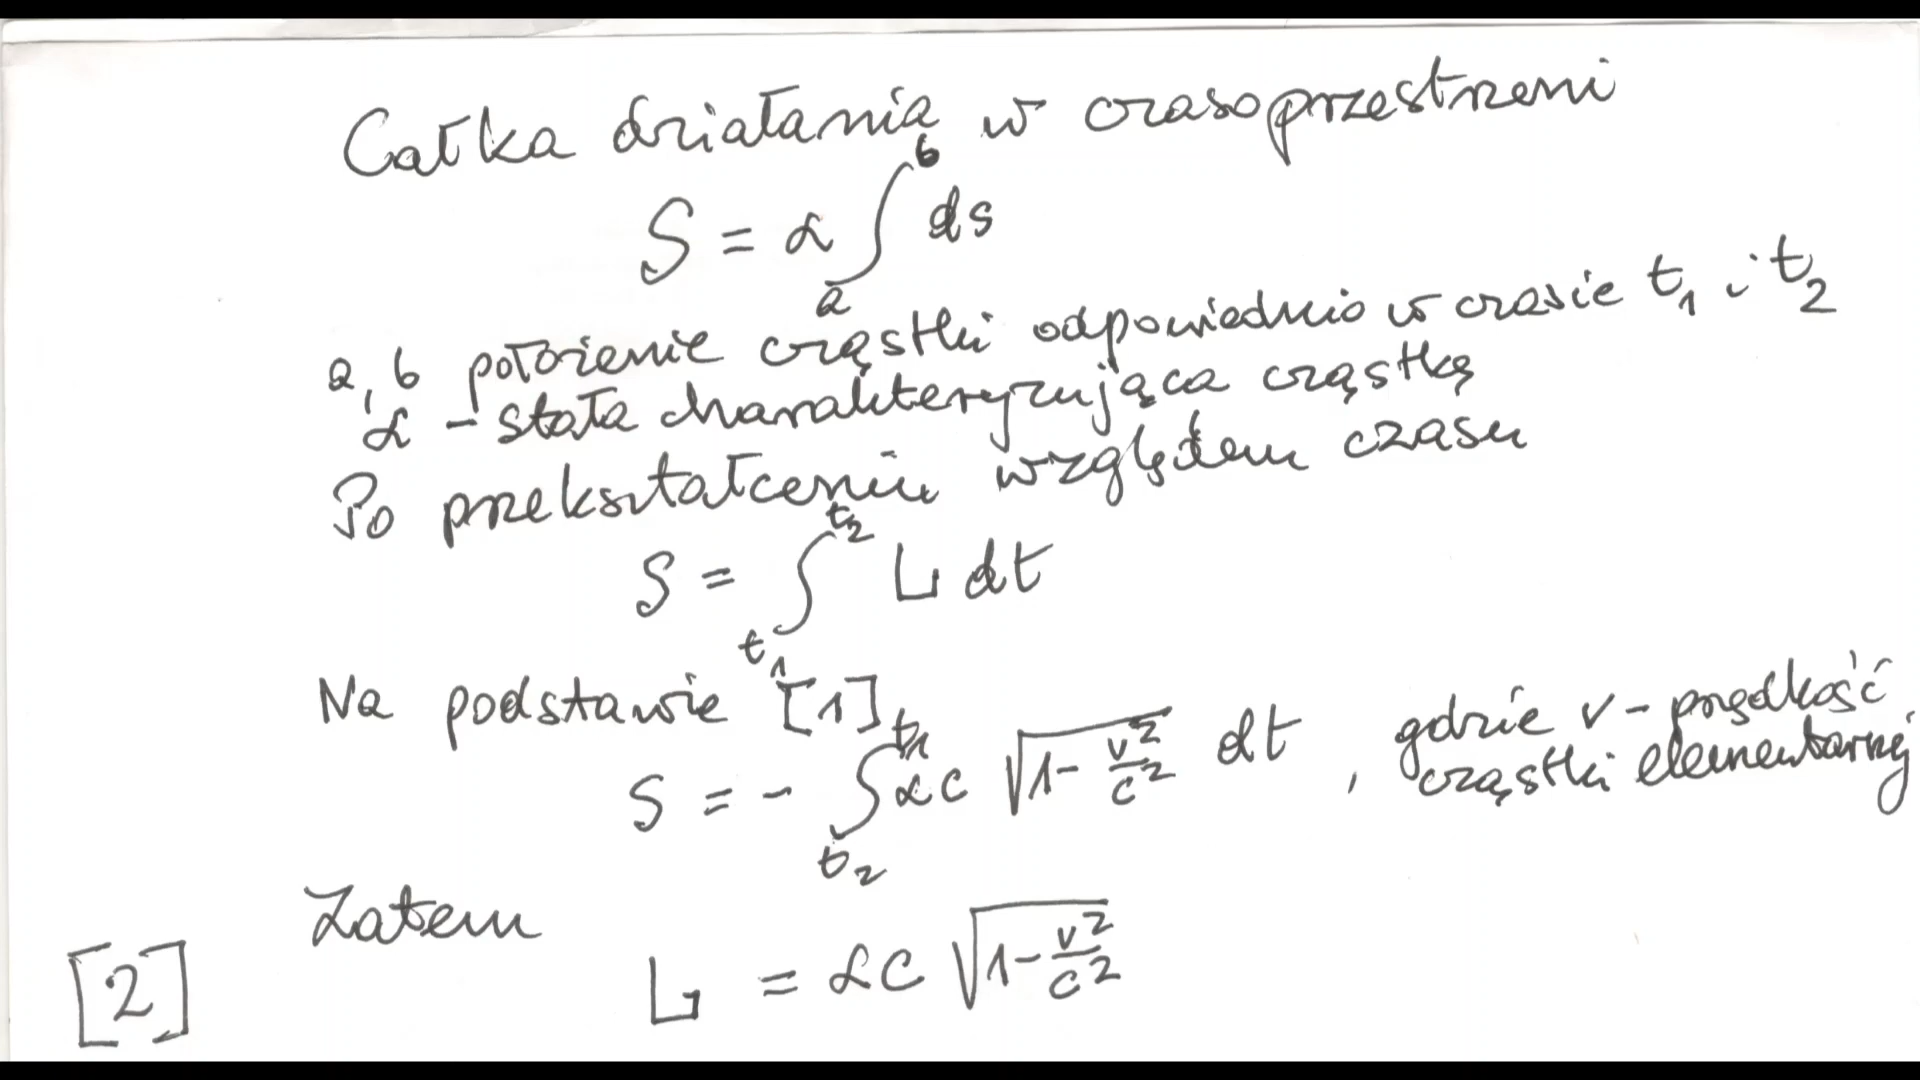 Całka działania w czasoprzestrzeni
S = α ∫_a^b ds
a, b położenie cząstki odpowiednio w czasie t₁ i t₂
α – stała charakteryzująca cząstkę
Po przekształceniu względem czasu
S = ∫_{t₁}^{t₂} L dt
Na podstawie [1]
S = - ∫_{t₂}^{t₁} αc √(1 - v²/c²) dt , gdzie v – prędkość
cząstki elementarnej
Zatem
[2] L = αc √(1 - v²/c²)